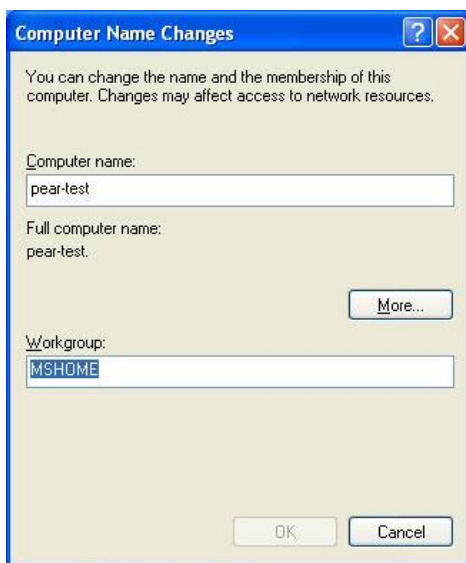 Computer Name Changes
You can change the name and the membership of this
computer. Changes may affect access to network resources.
Computer name:
pear-test
Full computer name:
pear-test.
More...
Workgroup:
MSHOME
OK
Cancel